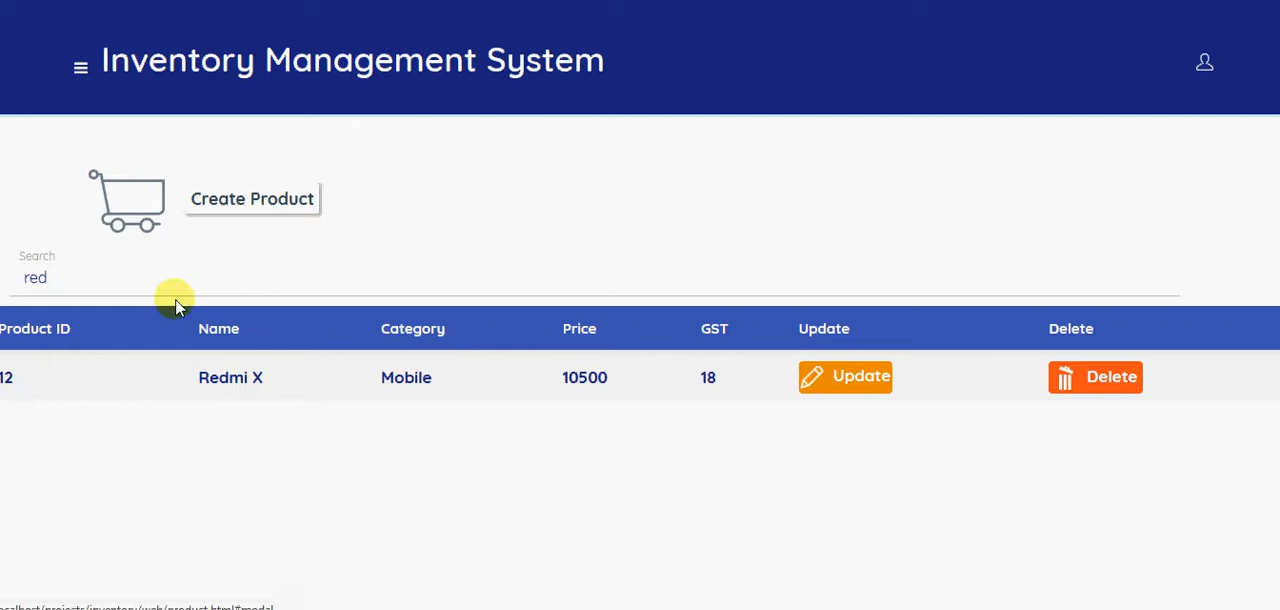 Inventory Management System
Create Product
Search
red
Product ID Name Category Price GST Update Delete
12 Redmi X Mobile 10500 18 Update Delete